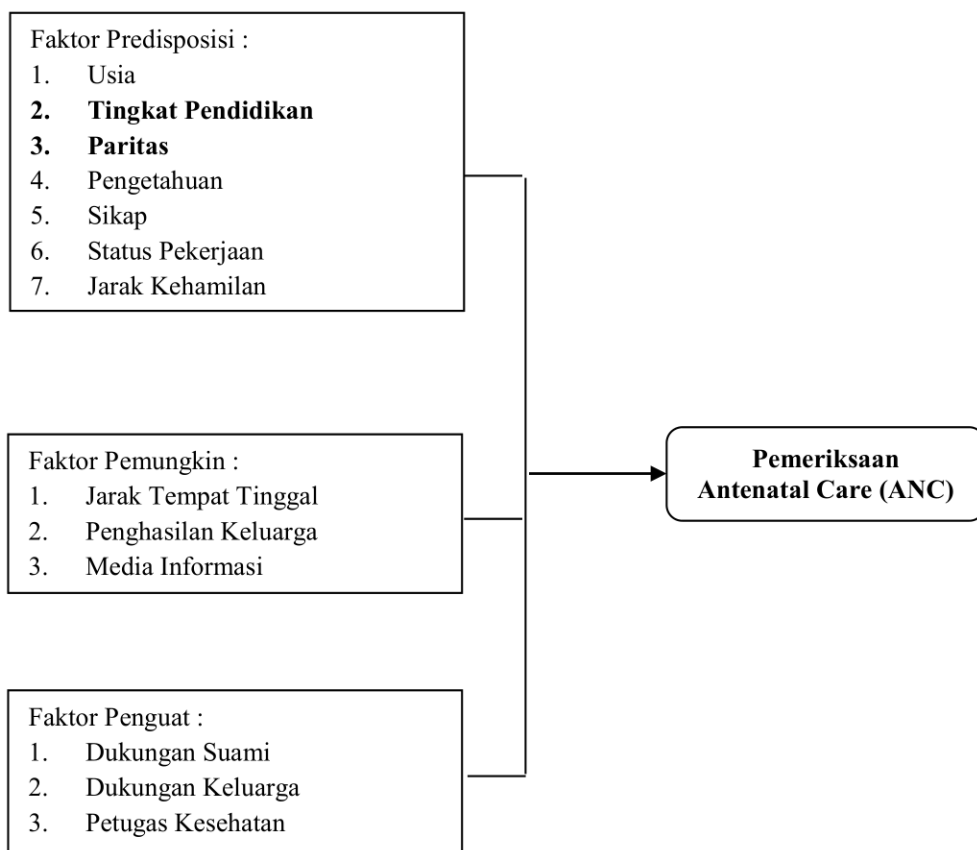 Faktor Predisposisi :
1. Usia
2. Tingkat Pendidikan
3. Paritas
4. Pengetahuan
5. Sikap
6. Status Pekerjaan
7. Jarak Kehamilan
Faktor Pemungkin :
1. Jarak Tempat Tinggal
2. Penghasilan Keluarga
3. Media Informasi
Pemeriksaan
Antenatal Care (ANC)
Faktor Penguat :
1. Dukungan Suami
2. Dukungan Keluarga
3. Petugas Kesehatan